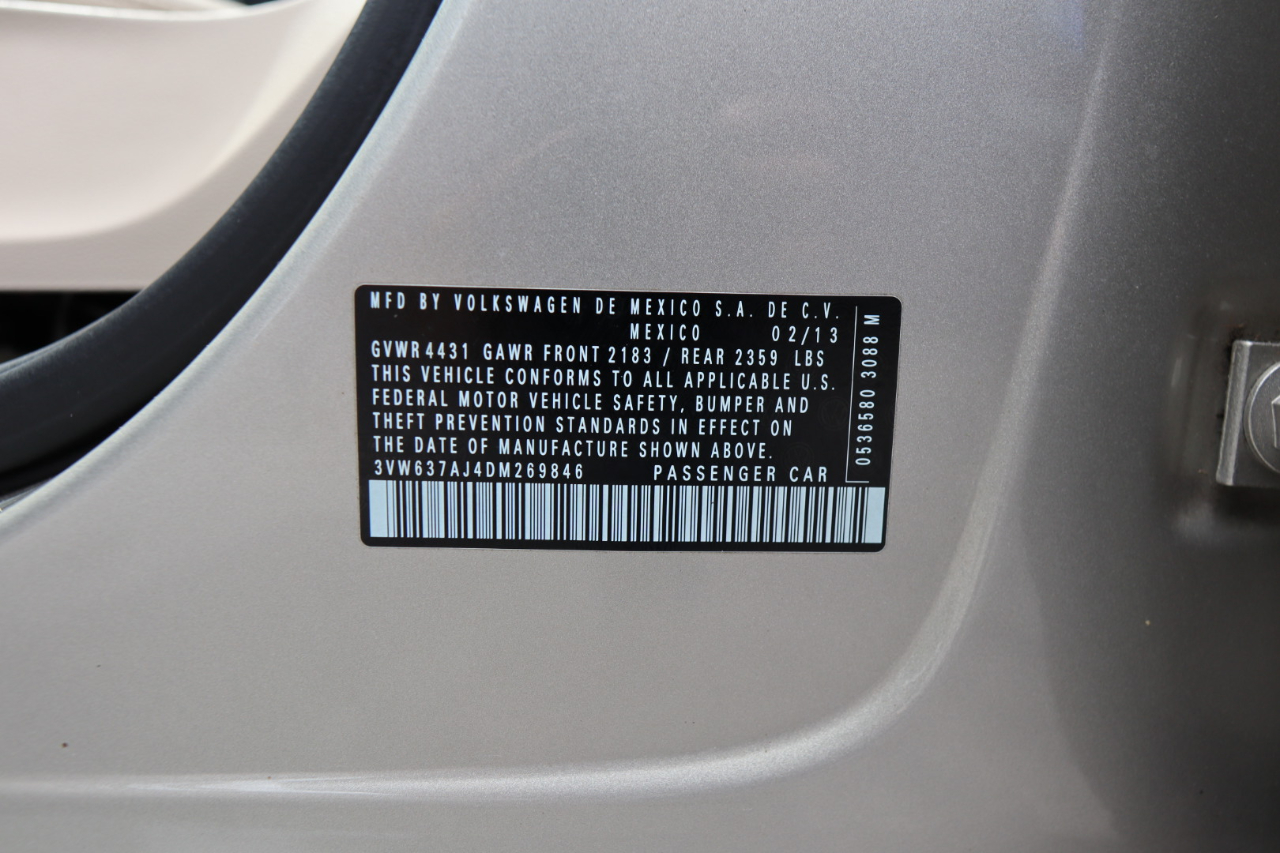 MFD BY VOLKSWAGEN DE MEXICO S.A. DE C.V.
MEXICO 02/13
GVWR 4431 GAWR FRONT 2183 / REAR 2359 LBS
THIS VEHICLE CONFORMS TO ALL APPLICABLE U.S.
FEDERAL MOTOR VEHICLE SAFETY, BUMPER AND
THEFT PREVENTION STANDARDS IN EFFECT ON
THE DATE OF MANUFACTURE SHOWN ABOVE.
3VW637AJ4DM269846 PASSENGER CAR
0536580 3088 M